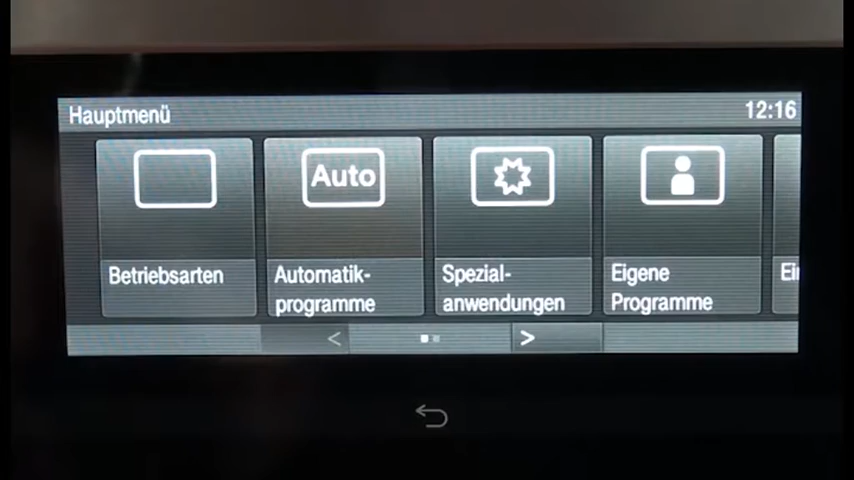 Hauptmenü 12:16
Auto
Betriebsarten
Automatik-
programme
Spezial-
anwendungen
Eigene
Programme